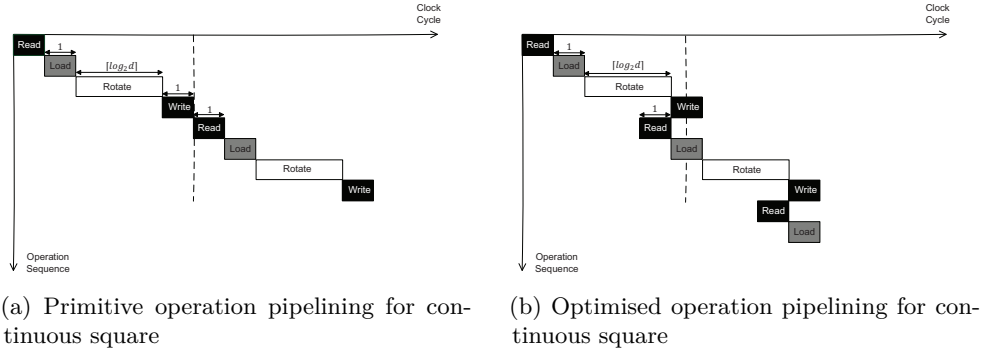 Clock
Cycle
Read
1
Load
⌈log₂d⌉
Rotate
1
Write
1
Read
Load
Rotate
Write
Operation
Sequence
(a) Primitive operation pipelining for con-
tinuous square
Clock
Cycle
Read
1
Load
⌈log₂d⌉
Rotate
1
Write
Read
Load
Rotate
Write
Read
Load
Operation
Sequence
(b) Optimised operation pipelining for con-
tinuous square